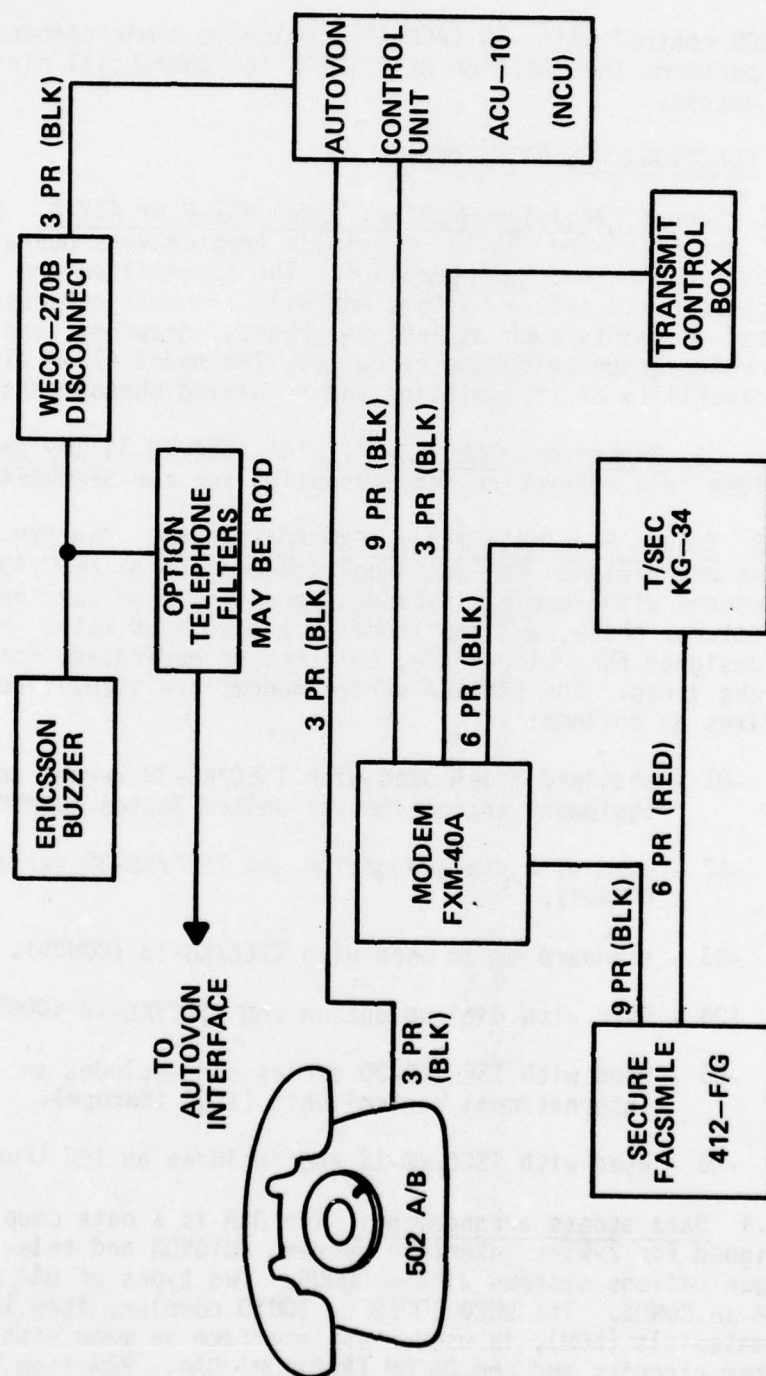 ERICSSON
BUZZER
WECO-270B
DISCONNECT
3 PR (BLK)
OPTION
TELEPHONE
FILTERS
MAY BE RQ'D
TO
AUTOVON
INTERFACE
502 A/B
3 PR
(BLK)
3 PR (BLK)
AUTOVON
CONTROL
UNIT
ACU-10
(NCUI)
9 PR (BLK)
3 PR (BLK)
6 PR (BLK)
MODEM
FXM-40A
TRANSMIT
CONTROL
BOX
9 PR(BLK)
6 PR (RED)
SECURE
FACSIMILE
412-F/G
T/SEC
KG-34